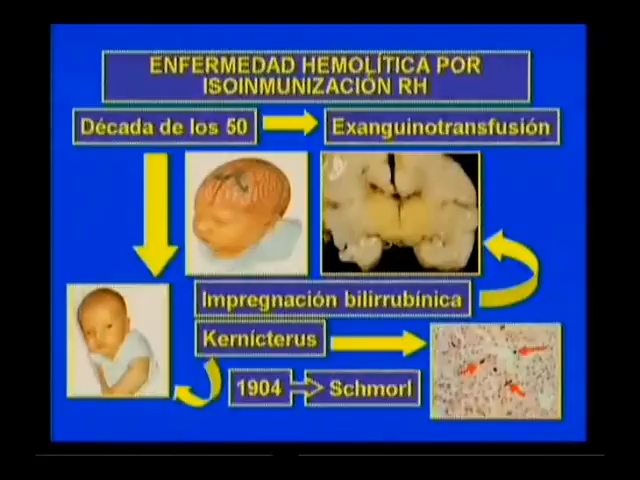 ENFERMEDAD HEMOLÍTICA POR
ISOINMUNIZACIÓN RH
Década de los 50
Exanguinotransfusión
Impregnación bilirrubínica
Kernícterus
1904
Schmorl